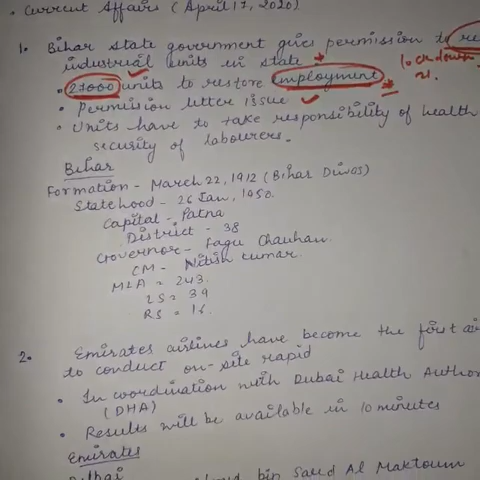 • Current Affairs (April 17, 2020)
1. Bihar state government gives permission to re
industrial units in state
• 27000 units to restore employment
• Permission letter issue
• Units have to take responsibility of health
security of labourers.
Bihar
Formation - March 22, 1912 (Bihar Diwas)
Statehood - 26 Jan, 1950.
Capital - Patna
District - 38
Governor - Fagu Chauhan
CM - Nitish Kumar.
MLA = 243
LS = 39
RS = 16.
2. Emirates airlines have become the first ai
to conduct on-site rapid
• In coordination with Dubai Health Author
(DHA)
• Results will be available in 10 minutes
Emirates
Dubai
bin Saeed Al Maktoum